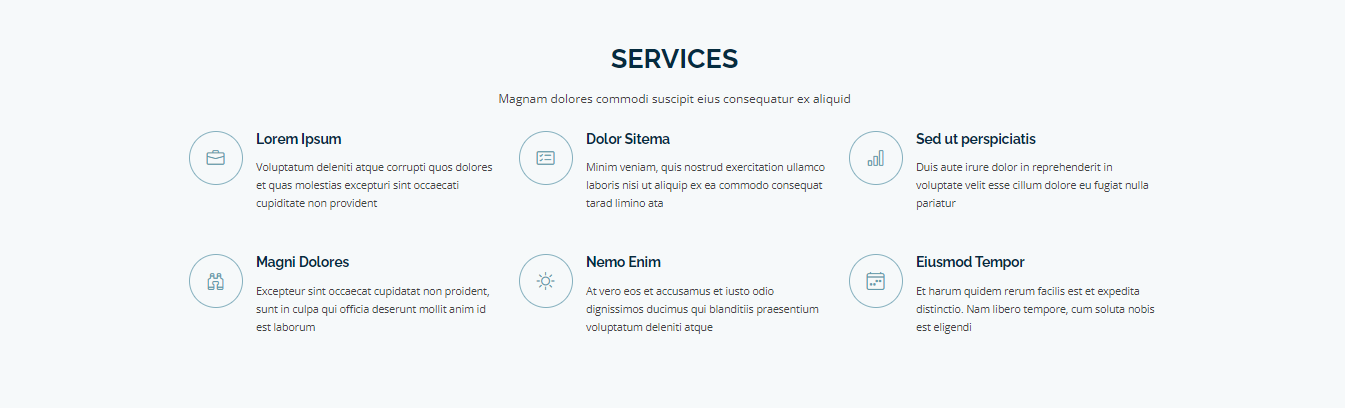 SERVICES
Magnam dolores commodi suscipit eius consequatur ex aliquid
Lorem Ipsum
Voluptatum deleniti atque corrupti quos dolores
et quas molestias excepturi sint occaecati
cupiditate non provident
Dolor Sitema
Minim veniam, quis nostrud exercitation ullamco
laboris nisi ut aliquip ex ea commodo consequat
tarad limino ata
Sed ut perspiciatis
Duis aute irure dolor in reprehenderit in
voluptate velit esse cillum dolore eu fugiat nulla
pariatur
Magni Dolores
Excepteur sint occaecat cupidatat non proident,
sunt in culpa qui officia deserunt mollit anim id
est laborum
Nemo Enim
At vero eos et accusamus et iusto odio
dignissimos ducimus qui blanditiis praesentium
voluptatum deleniti atque
Eiusmod Tempor
Et harum quidem rerum facilis est et expedita
distinctio. Nam libero tempore, cum soluta nobis
est eligendi